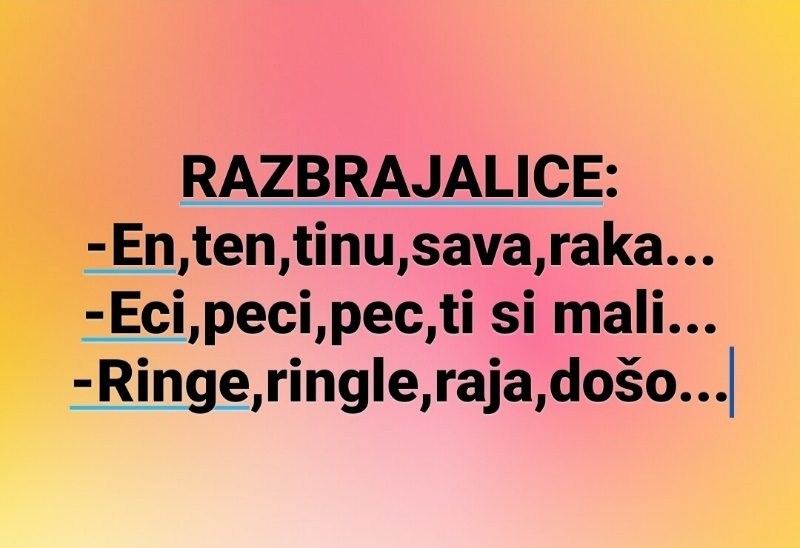 RAZBRAJALICE:
-En,ten,tinu,sava,raka...
-Eci,peci,pec,ti si mali...
-Ringe,ringle,raja,došo...